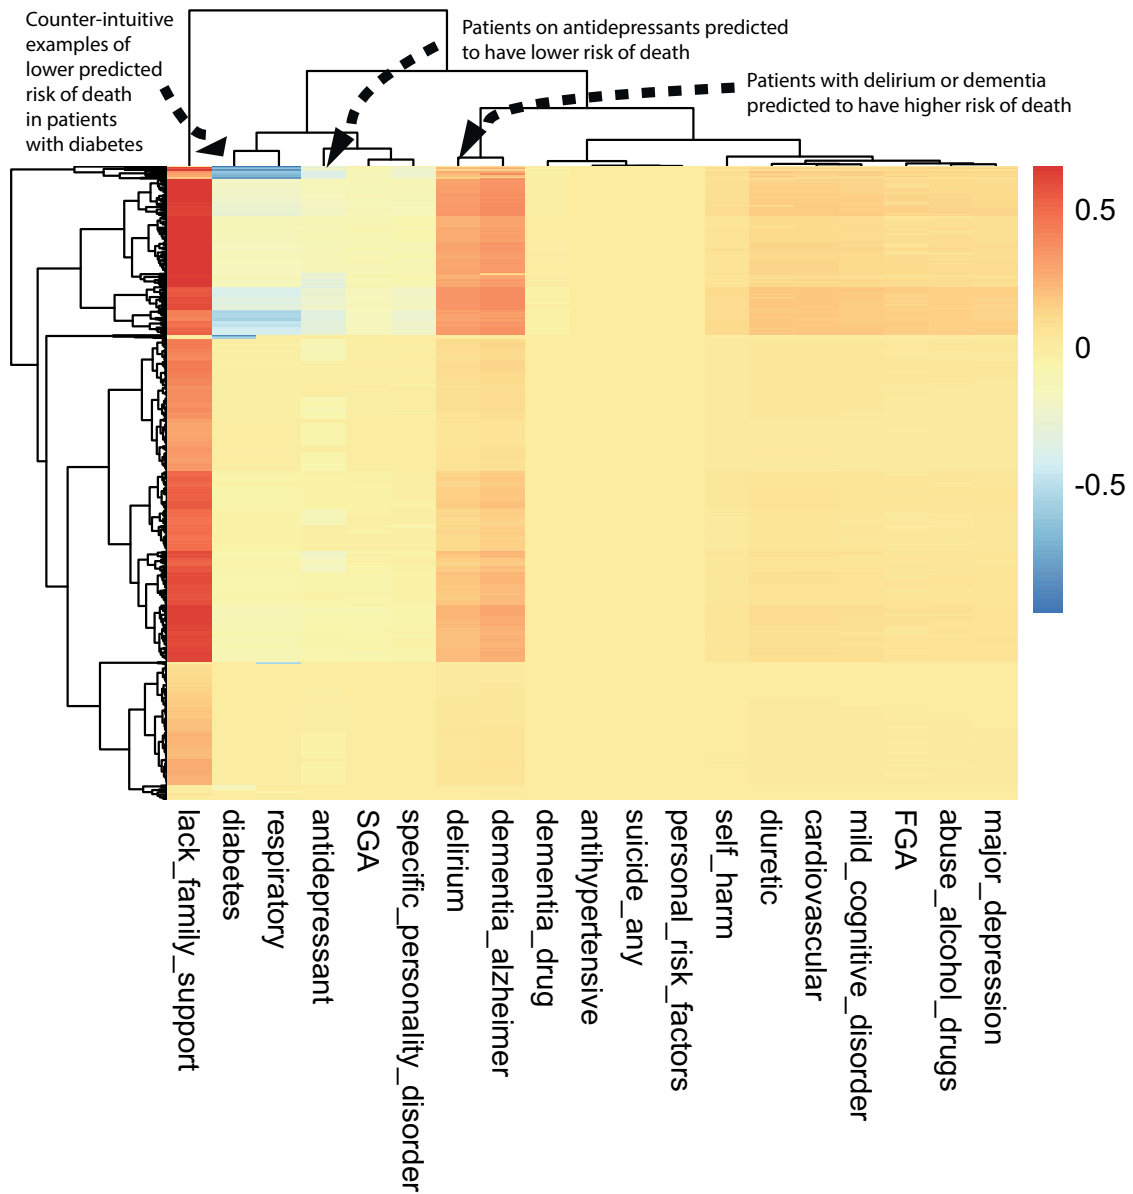 Counter-intuitive
examples of
lower predicted
risk of death
in patients
with diabetes
Patients on antidepressants predicted
to have lower risk of death
Patients with delirium or dementia
predicted to have higher risk of death
0.5
0
-0.5
lack_family_support
diabetes
respiratory
antidepressant
SGA
specific_personality_disorder
delirium
dementia_alzheimer
dementia_drug
antihypertensive
suicide_any
personal_risk_factors
self_harm
diuretic
cardiovascular
mild_cognitive_disorder
FGA
abuse_alcohol_drugs
major_depression